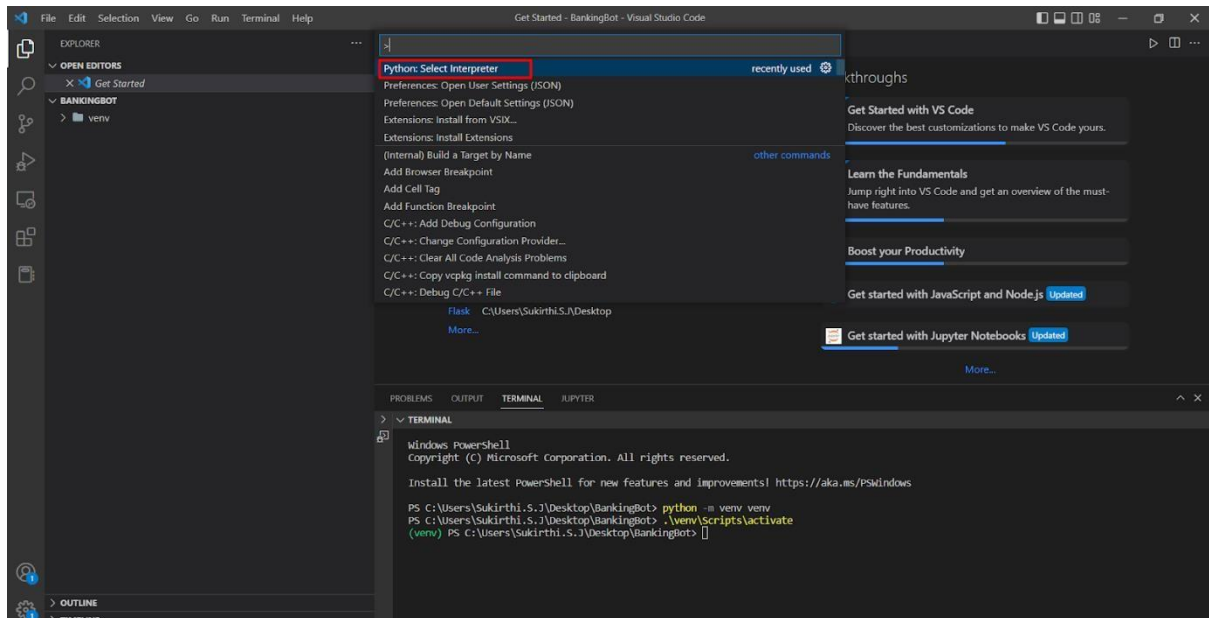 File Edit Selection View Go Run Terminal Help
Get Started - BankingBot - Visual Studio Code
EXPLORER
OPEN EDITORS
Get Started
BANKINGBOT
venv
OUTLINE
>
Python: Select Interpreter recently used
Preferences: Open User Settings (JSON)
Preferences: Open Default Settings (JSON)
Extensions: Install from VSIX...
Extensions: Install Extensions
(Internal) Build a Target by Name other commands
Add Browser Breakpoint
Add Cell Tag
Add Function Breakpoint
C/C++: Add Debug Configuration
C/C++: Change Configuration Provider...
C/C++: Clear All Code Analysis Problems
C/C++: Copy vcpkg install command to clipboard
C/C++: Debug C/C++ File
Flask C:\Users\Sukirthi.S.J\Desktop
More...
kthroughs
Get Started with VS Code
Discover the best customizations to make VS Code yours.
Learn the Fundamentals
Jump right into VS Code and get an overview of the must-
have features.
Boost your Productivity
Get started with JavaScript and Node.js Updated
Get started with Jupyter Notebooks Updated
More...
PROBLEMS OUTPUT TERMINAL JUPYTER
TERMINAL
Windows PowerShell
Copyright (C) Microsoft Corporation. All rights reserved.
Install the latest PowerShell for new features and improvements! https://aka.ms/PSWindows
PS C:\Users\Sukirthi.S.J\Desktop\BankingBot> python -m venv venv
PS C:\Users\Sukirthi.S.J\Desktop\BankingBot> .\venv\Scripts\activate
(venv) PS C:\Users\Sukirthi.S.J\Desktop\BankingBot>